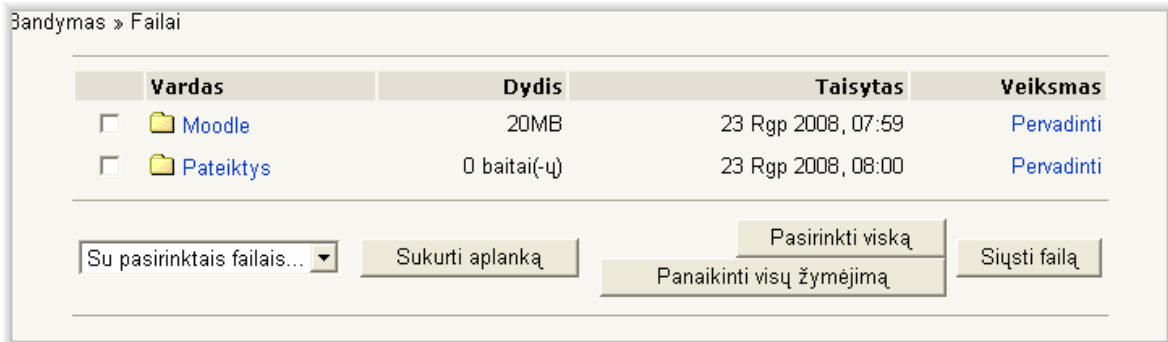 Bandymas » Failai
Vardas Dydis Taisytas Veiksmas
Moodle 20MB 23 Rgp 2008, 07:59 Pervadinti
Pateiktys 0 baitai(-ų) 23 Rgp 2008, 08:00 Pervadinti
Su pasirinktais failais... Sukurti aplanką Pasirinkti viską Siųsti failą
Panaikinti visų žymėjimą